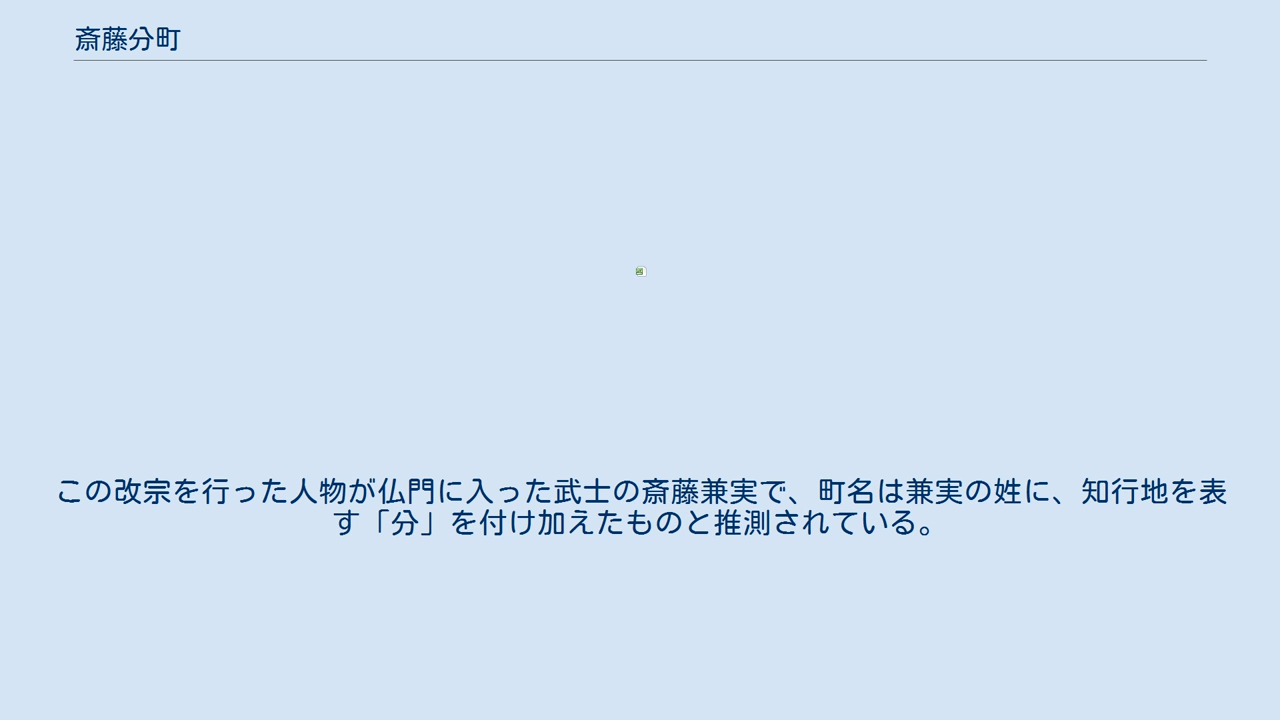 斎藤分町
この改宗を行った人物が仏門に入った武士の斎藤兼実で、町名は兼実の姓に、知行地を表
す「分」を付け加えたものと推測されている。